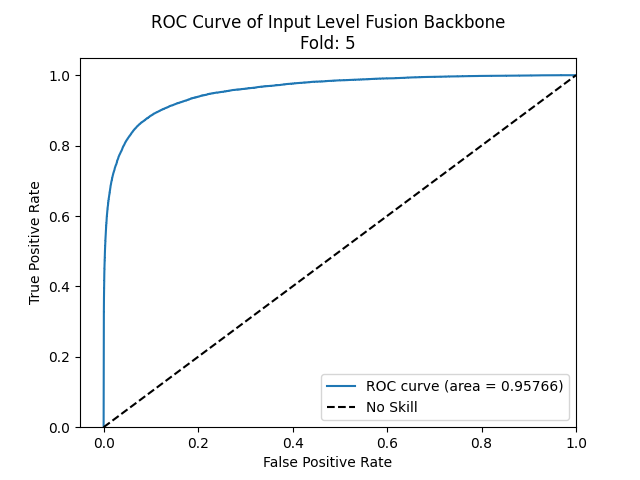 ROC Curve of Input Level Fusion Backbone
Fold: 5
1.0
0.8
0.6
0.4
0.2
0.0
True Positive Rate
ROC curve (area = 0.95766)
No Skill
0.0 0.2 0.4 0.6 0.8 1.0
False Positive Rate